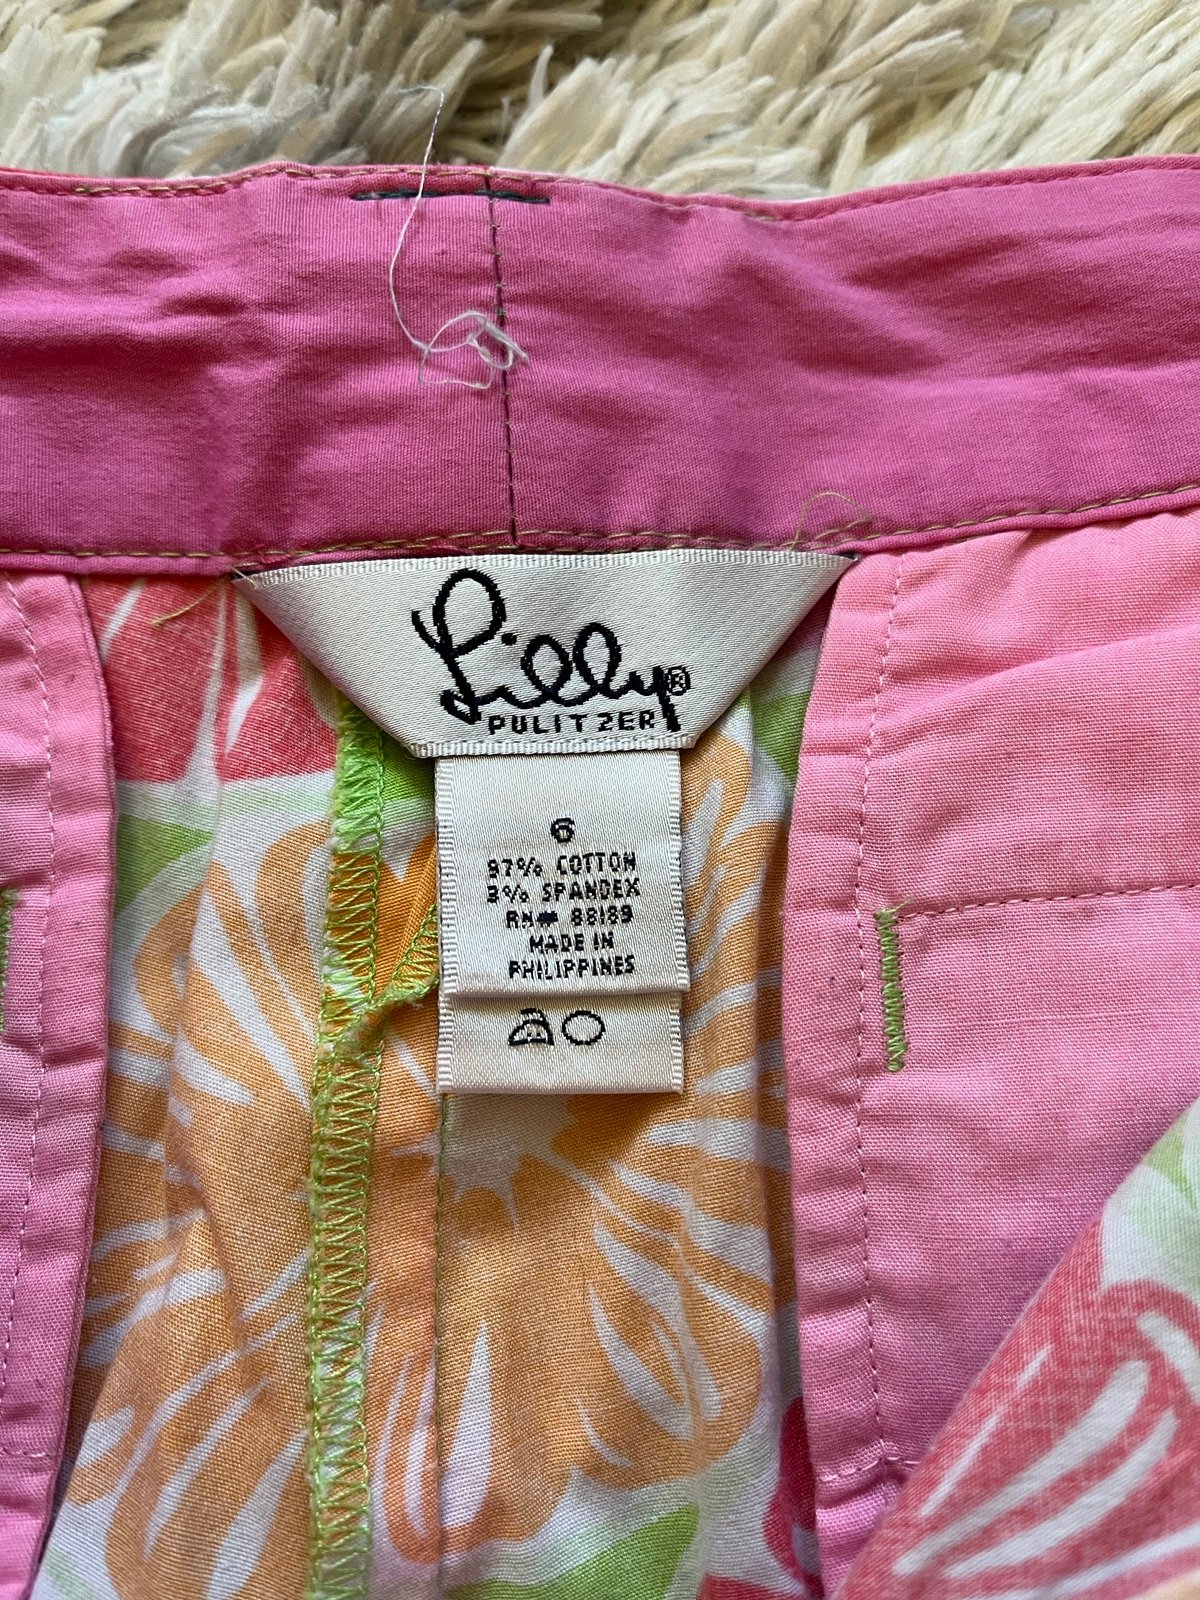 Lilly®
PULITZER
6
97% COTTON
3% SPANDEX
RN# 88189
MADE IN
PHILIPPINES